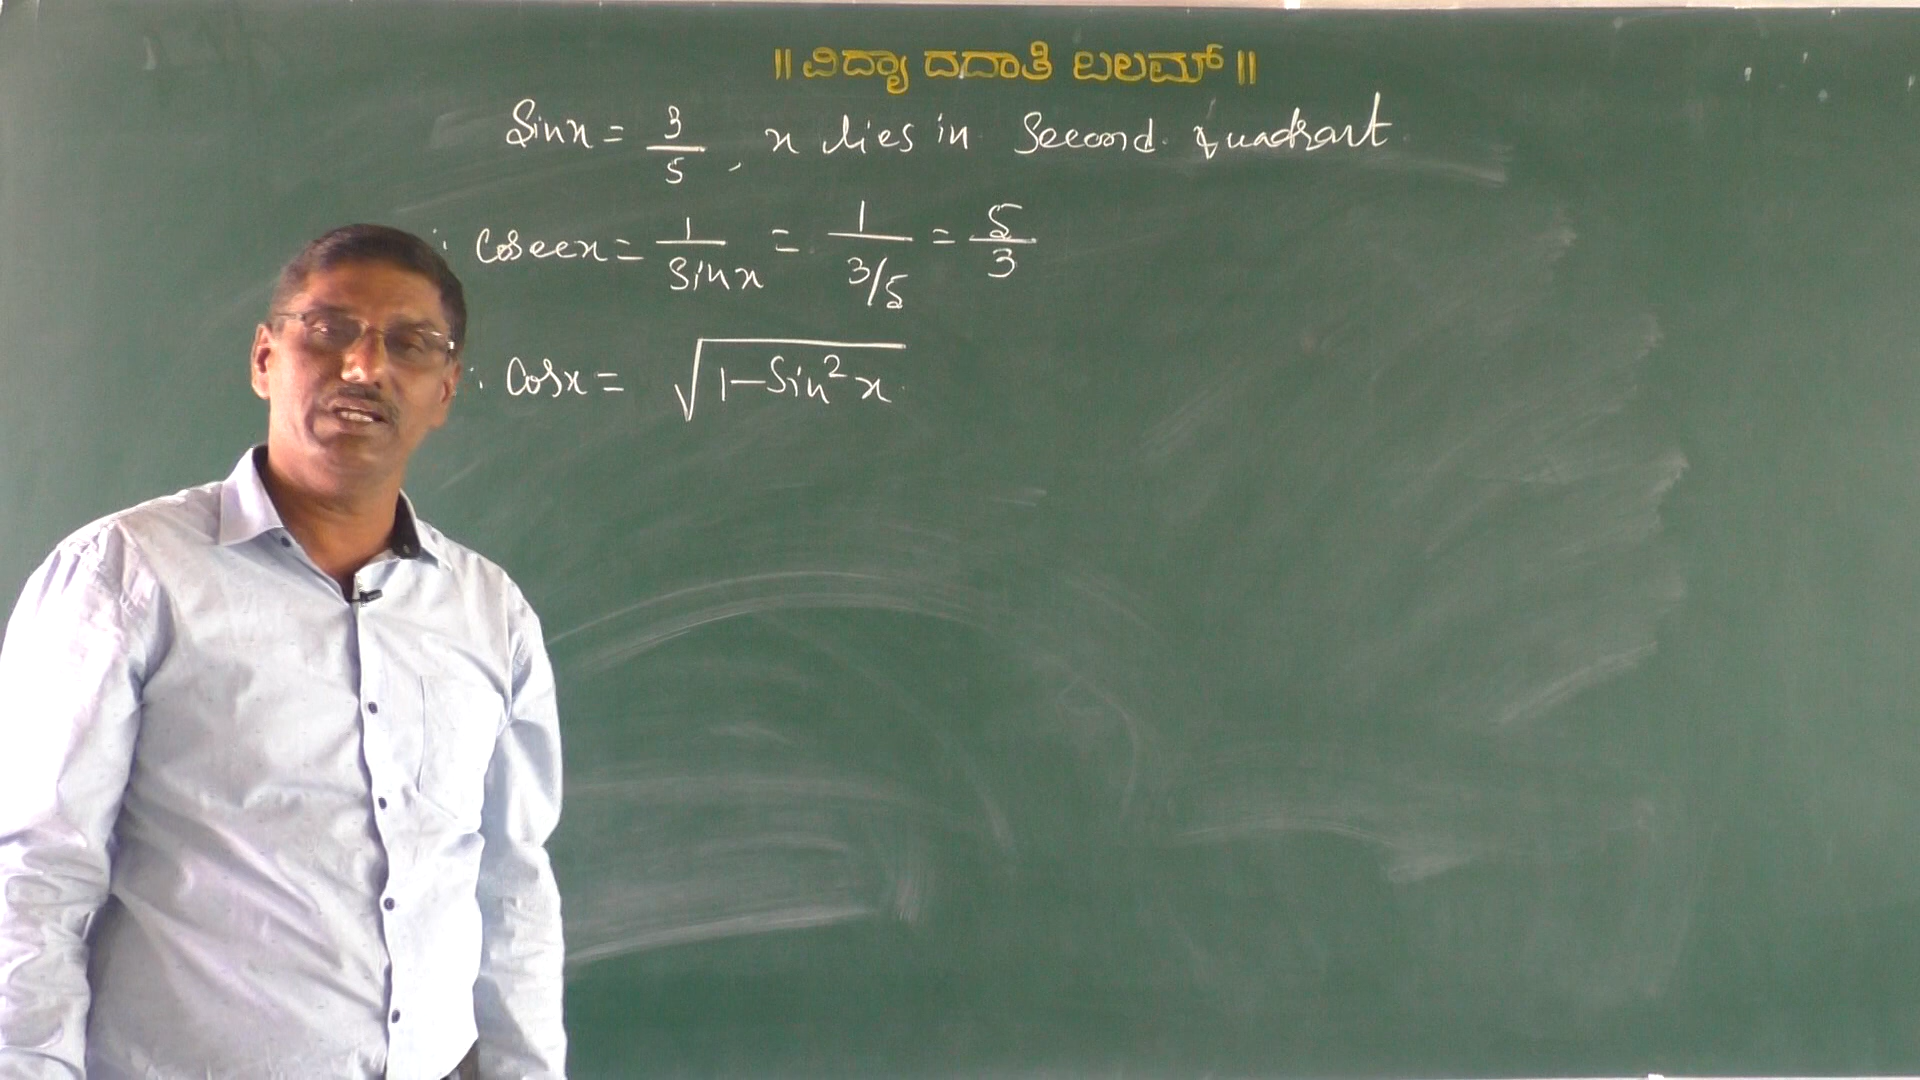 ॥ ವಿದ್ಯಾ ದದಾತಿ ಬಲಮ್ ॥
Sinx = 3/5, x lies in Second quadrant.
∴ Cosecx = 1/Sinx = 1/(3/5) = 5/3
∴ Cosx = √(1-Sin²x)